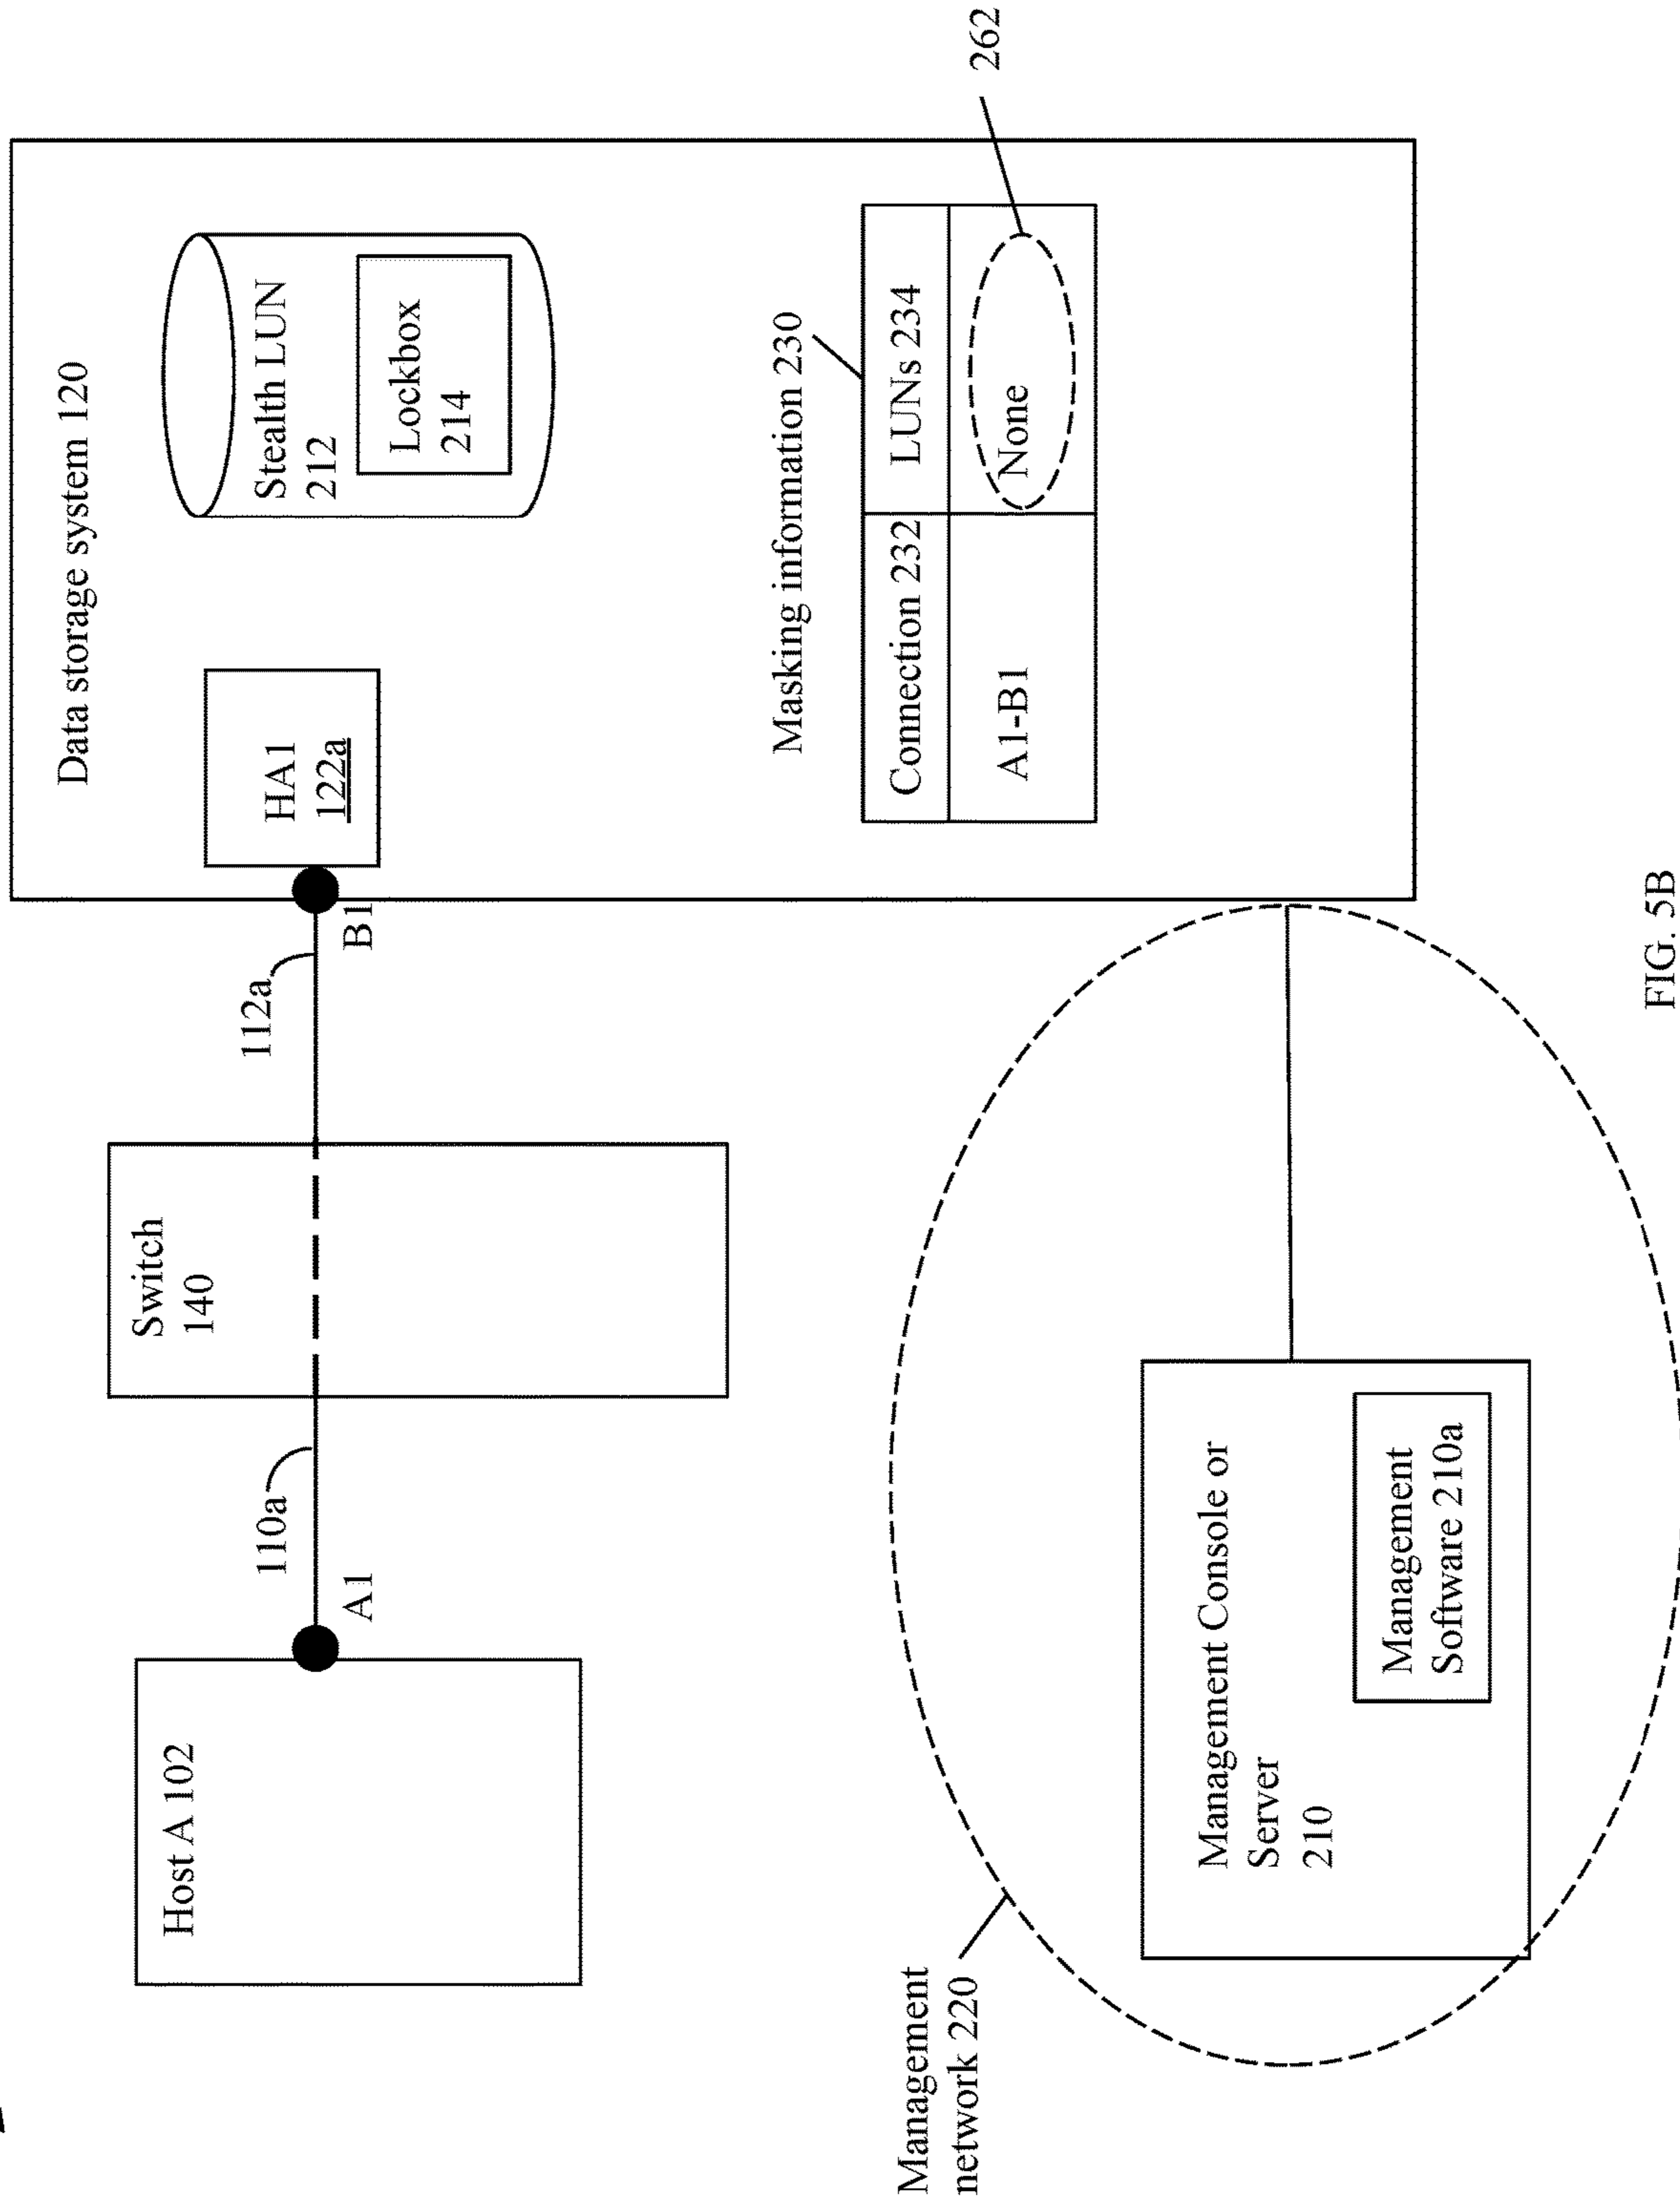 Data storage system 120
Host A 102
Switch
140
110a
112a
A1
B1
HA1
122a
Stealth LUN
212
Lockbox
214
Masking information 230
Connection 232
LUNs 234
A1-B1
None
262
Management
network 220
Management Console or
Server
210
Management
Software 210a
FIG. 5B